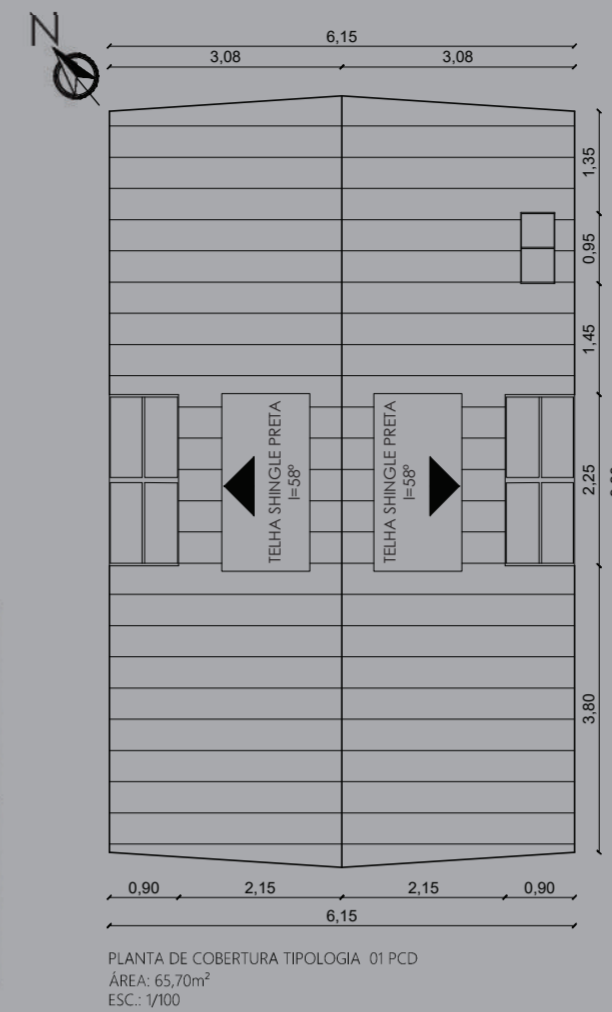 N
6,15
3,08 3,08
1,35
0,95
1,45
TELHA SHINGLE PRETA
I=58º
TELHA SHINGLE PRETA
I=58º
2,25
3,80
0,90 2,15 2,15 0,90
6,15
PLANTA DE COBERTURA TIPOLOGIA 01 PCD
ÁREA: 65,70m²
ESC.: 1/100